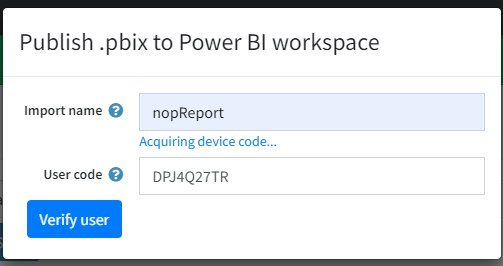 Publish .pbix to Power BI workspace
Import name ? nopReport
Acquiring device code...
User code ? DPJ4Q27TR
Verify user